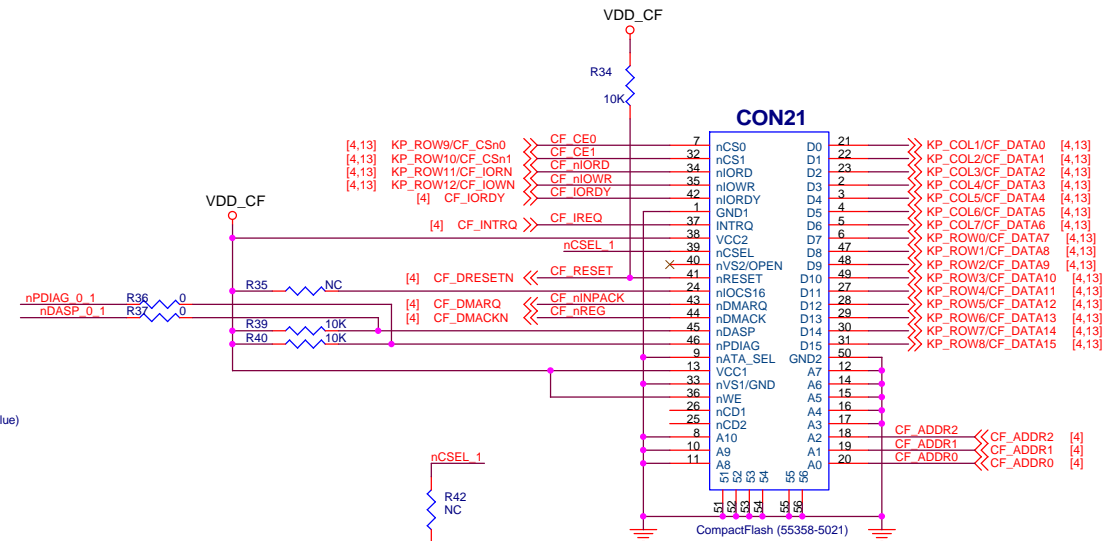 VDD_CF
R34
10K
CON21
[4,13] KP_ROW9/CF_CSn0 CF_CE0 7 nCS0 D0 21 KP_COL1/CF_DATA0 [4,13]
[4,13] KP_ROW10/CF_CSn1 CF_CE1 32 nCS1 D1 22 KP_COL2/CF_DATA1 [4,13]
[4,13] KP_ROW11/CF_IORN CF_nIORD 34 nIORD D2 23 KP_COL3/CF_DATA2 [4,13]
[4,13] KP_ROW12/CF_IOWN CF_nIOWR 35 nIOWR D3 2 KP_COL4/CF_DATA3 [4,13]
[4] CF_IORDY CF_IORDY 42 nIORDY D4 3 KP_COL5/CF_DATA4 [4,13]
VDD_CF
1 GND1 D5 4 KP_COL6/CF_DATA5 [4,13]
[4] CF_INTRQ CF_IREQ 37 INTRQ D6 5 KP_COL7/CF_DATA6 [4,13]
38 VCC2 D7 6 KP_ROW0/CF_DATA7 [4,13]
nCSEL_1 39 nCSEL D8 47 KP_ROW1/CF_DATA8 [4,13]
40 nVS2/OPEN D9 48 KP_ROW2/CF_DATA9 [4,13]
[4] CF_DRESETN CF_RESET 41 nRESET D10 49 KP_ROW3/CF_DATA10 [4,13]
R35 NC 24 nIOCS16 D11 27 KP_ROW4/CF_DATA11 [4,13]
nPDIAG_0_1 R36 0 [4] CF_DMARQ CF_nINPACK 43 nDMARQ D12 28 KP_ROW5/CF_DATA12 [4,13]
nDASP_0_1 R37 0 [4] CF_DMACKN CF_nREG 44 nDMACK D13 29 KP_ROW6/CF_DATA13 [4,13]
R39 10K 45 nDASP D14 30 KP_ROW7/CF_DATA14 [4,13]
R40 10K 46 nPDIAG D15 31 KP_ROW8/CF_DATA15 [4,13]
9 nATA_SEL GND2 50
13 VCC1 A7 12
33 nVS1/GND A6 14
36 nWE A5 15
26 nCD1 A4 16
25 nCD2 A3 17
lue)
8 A10 A2 18 CF_ADDR2 CF_ADDR2 [4]
10 A9 A1 19 CF_ADDR1 CF_ADDR1 [4]
11 A8 A0 20 CF_ADDR0 CF_ADDR0 [4]
nCSEL_1
51 52 53 54 55 56
R42
NC
51 52 53 54 55 56
CompactFlash (55358-5021)